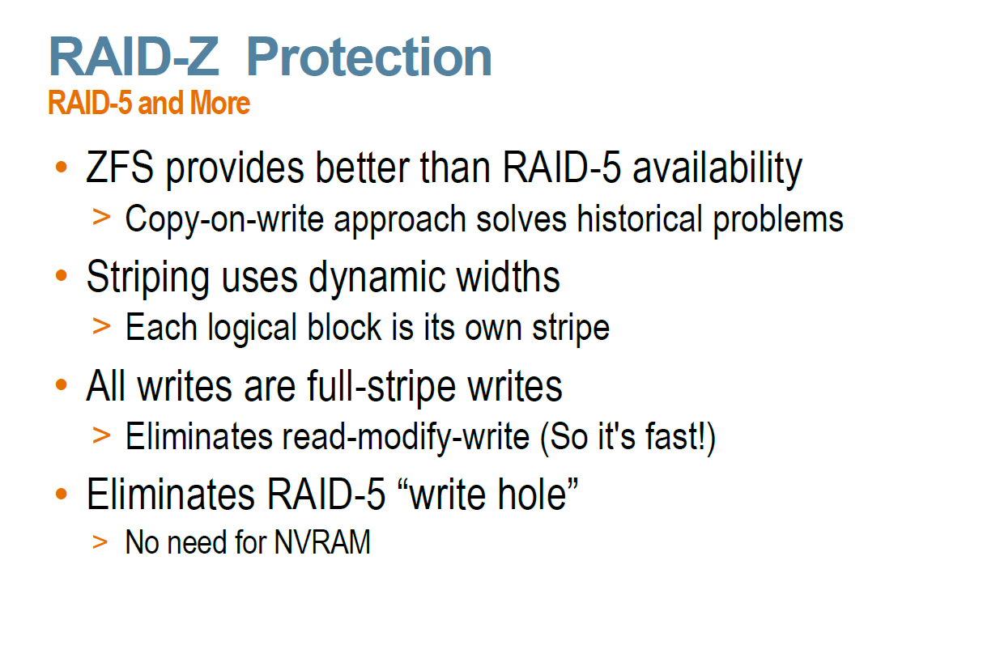 RAID-Z Protection
RAID-5 and More
• ZFS provides better than RAID-5 availability
> Copy-on-write approach solves historical problems
• Striping uses dynamic widths
> Each logical block is its own stripe
• All writes are full-stripe writes
> Eliminates read-modify-write (So it's fast!)
• Eliminates RAID-5 “write hole”
> No need for NVRAM